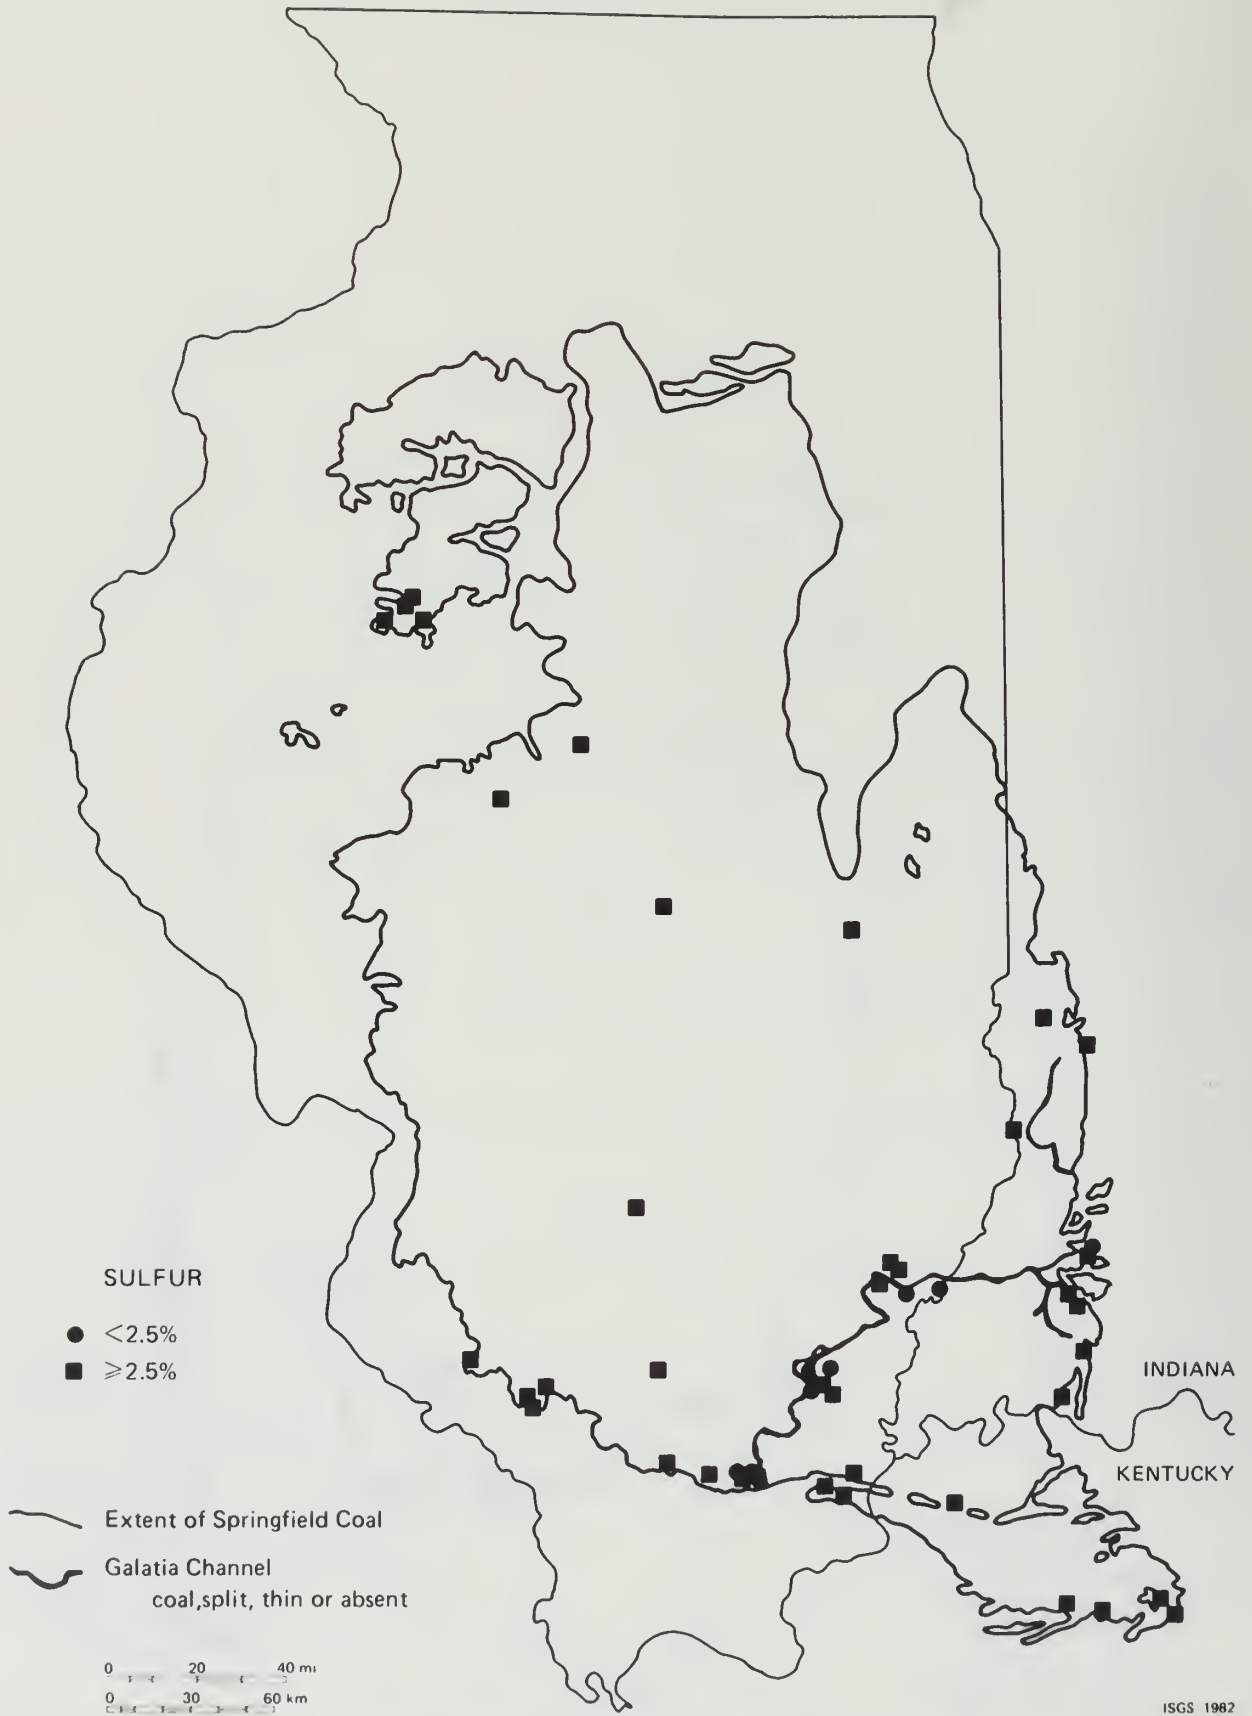 SULFUR
<2.5%
⩾2.5%
INDIANA
KENTUCKY
Extent of Springfield Coal
Galatia Channel
coal,split, thin or absent
0 20 40 mi
0 30 60 km
ISGS 1982